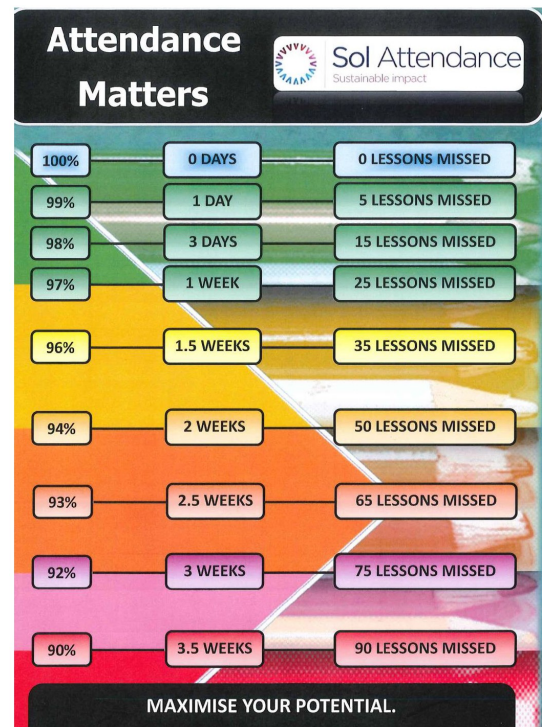 Attendance
Matters
Sol Attendance
Sustainable impact
100% 0 DAYS 0 LESSONS MISSED
99% 1 DAY 5 LESSONS MISSED
98% 3 DAYS 15 LESSONS MISSED
97% 1 WEEK 25 LESSONS MISSED
96% 1.5 WEEKS 35 LESSONS MISSED
94% 2 WEEKS 50 LESSONS MISSED
93% 2.5 WEEKS 65 LESSONS MISSED
92% 3 WEEKS 75 LESSONS MISSED
90% 3.5 WEEKS 90 LESSONS MISSED
MAXIMISE YOUR POTENTIAL.